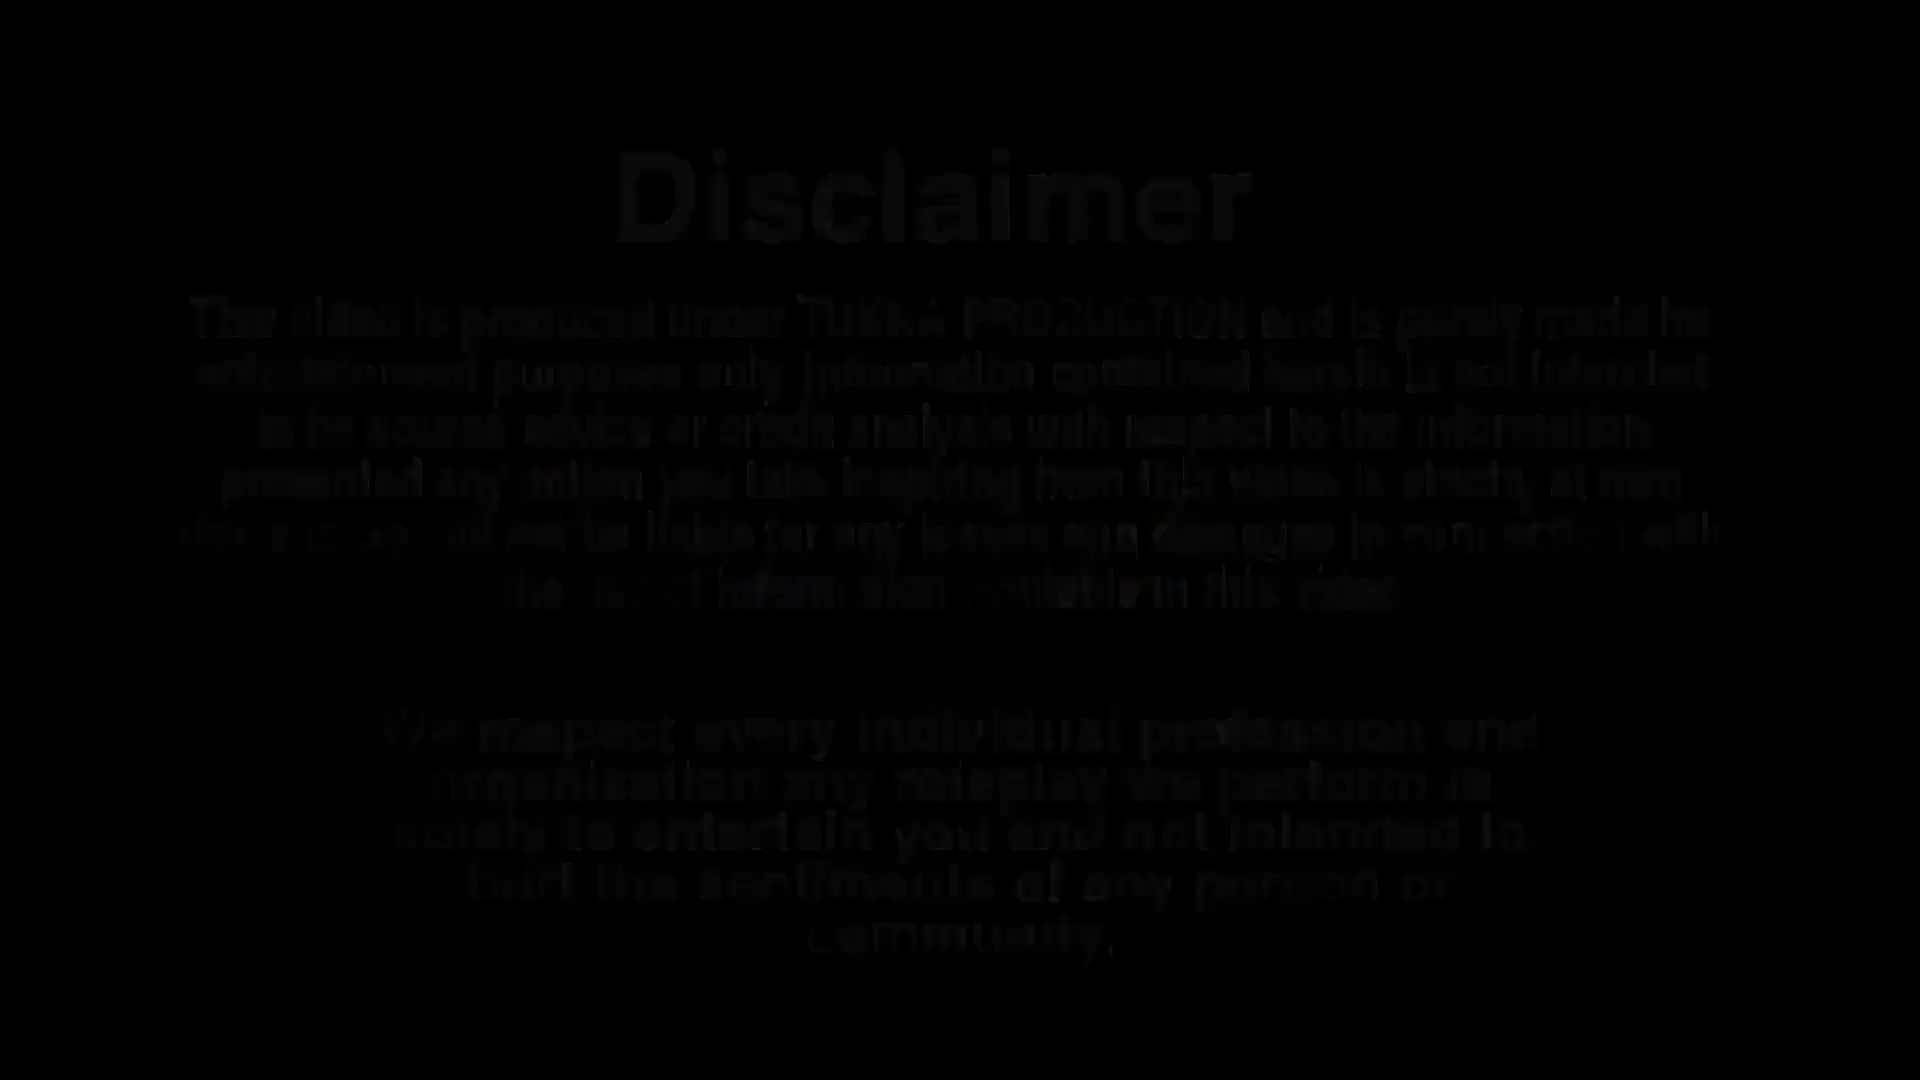 Disclaimer
This video is produced under TUKKA PRODUCTION and is purely made for
entertainment purposes only information contained herein is not intended
to be source advice or credit analysis with respect to the information
presented any action you take inspiring from this video is strictly at own
risk and we will not be liable for any losses and damages in connection with
the use of information available in this video
We respect every individual profession and
organization any roleplay we perform is
solely to entertain you and not intended to
hurt the sentiments of any person or
community.